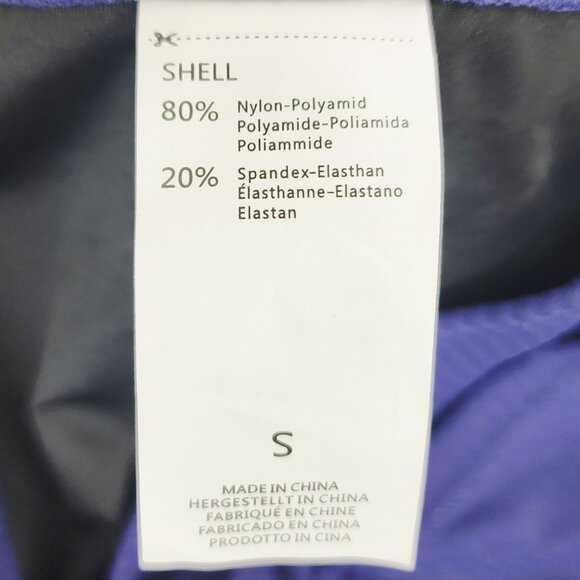 SHELL
80% Nylon-Polyamid
Polyamide-Poliamida
Poliammide
20% Spandex-Elasthan
Élasthanne-Elastano
Elastan
S
MADE IN CHINA
HERGESTELLT IN CHINA
FABRIQUÉ EN CHINE
FABRICADO EN CHINA
PRODOTTO IN CINA